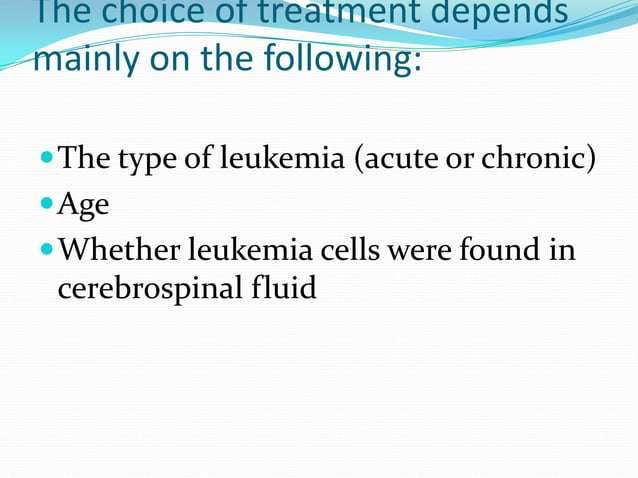 The choice of treatment depends
mainly on the following:
The type of leukemia (acute or chronic)
Age
Whether leukemia cells were found in
cerebrospinal fluid